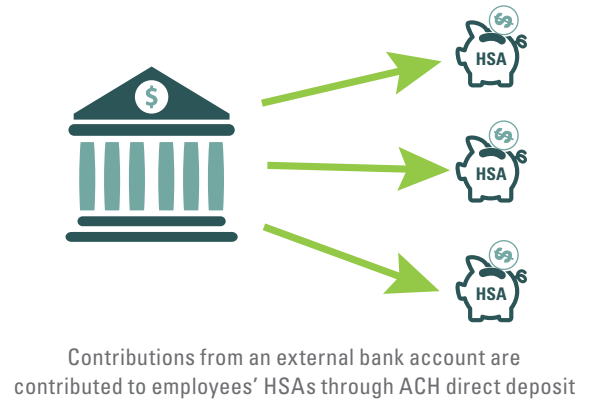 $
$
HSA
$
HSA
$
HSA
Contributions from an external bank account are
contributed to employees’ HSAs through ACH direct deposit